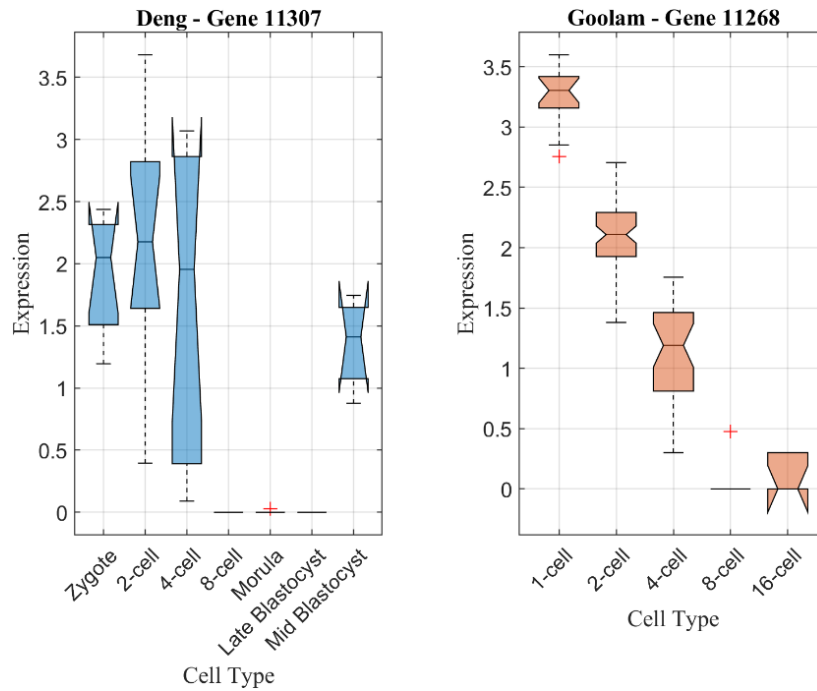 Deng - Gene 11307
3.5
3
2.5
2
1.5
1
0.5
0
Expression
Zygote
2-cell
4-cell
8-cell
Morula
Late Blastocyst
Mid Blastocyst
Cell Type
Goolam - Gene 11268
3.5
3
2.5
2
1.5
1
0.5
0
Expression
1-cell
2-cell
4-cell
8-cell
16-cell
Cell Type